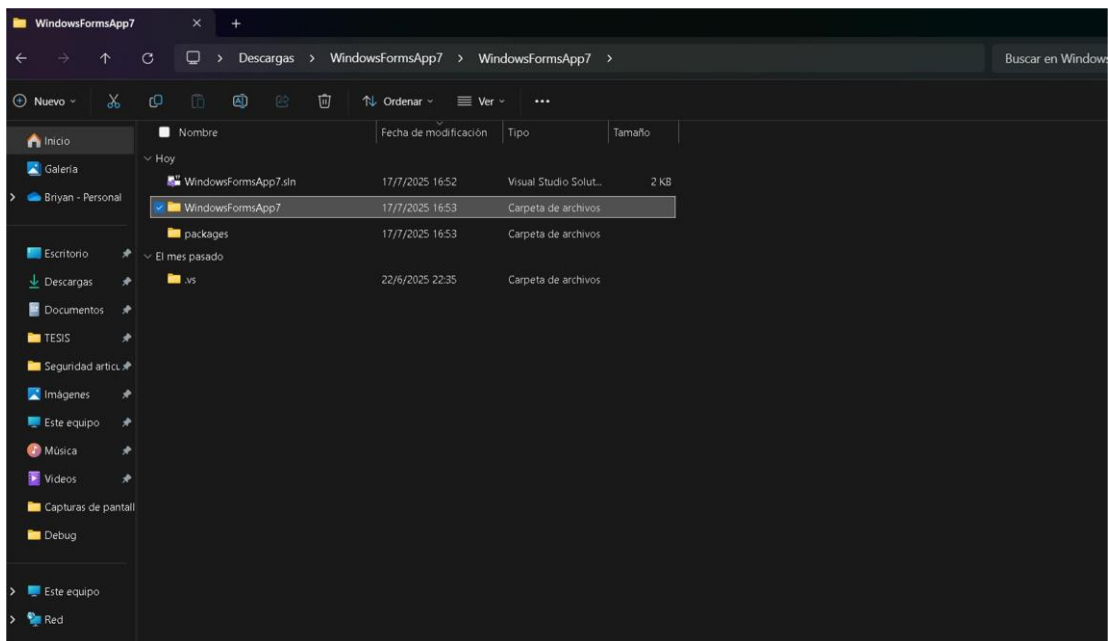 WindowsFormsApp7
Descargas > WindowsFormsApp7 > WindowsFormsApp7 >
Buscar en Windows
Nuevo
Ordenar
Ver
Inicio
Galería
Briyan - Personal
Escritorio
Descargas
Documentos
TESIS
Seguridad articu
Imágenes
Este equipo
Música
Videos
Capturas de pantall
Debug
Este equipo
Red
Nombre Fecha de modificación Tipo Tamaño
Hoy
WindowsFormsApp7.sln 17/7/2025 16:52 Visual Studio Solut... 2 KB
WindowsFormsApp7 17/7/2025 16:53 Carpeta de archivos
packages 17/7/2025 16:53 Carpeta de archivos
El mes pasado
.vs 22/6/2025 22:35 Carpeta de archivos